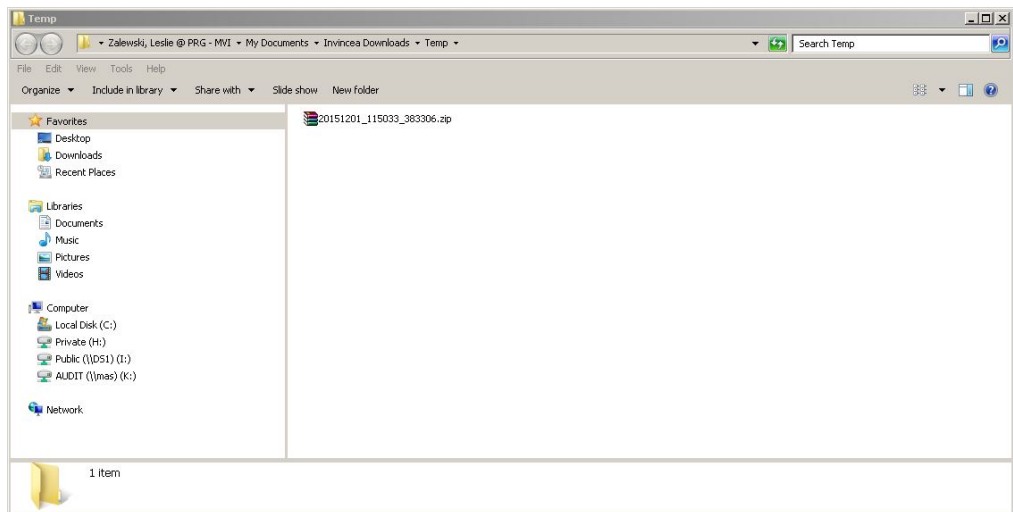 Temp
Zalewski, Leslie @ PRG - MVI My Documents Invincea Downloads Temp
Search Temp
File Edit View Tools Help
Organize Include in library Share with Slide show New folder
Favorites
20151201_115033_383306.zip
Desktop
Downloads
Recent Places
Libraries
Documents
Music
Pictures
Videos
Computer
Local Disk (C:)
Private (H:)
Public (\\DS1) (I:)
AUDIT (\\mas) (K:)
Network
1 item